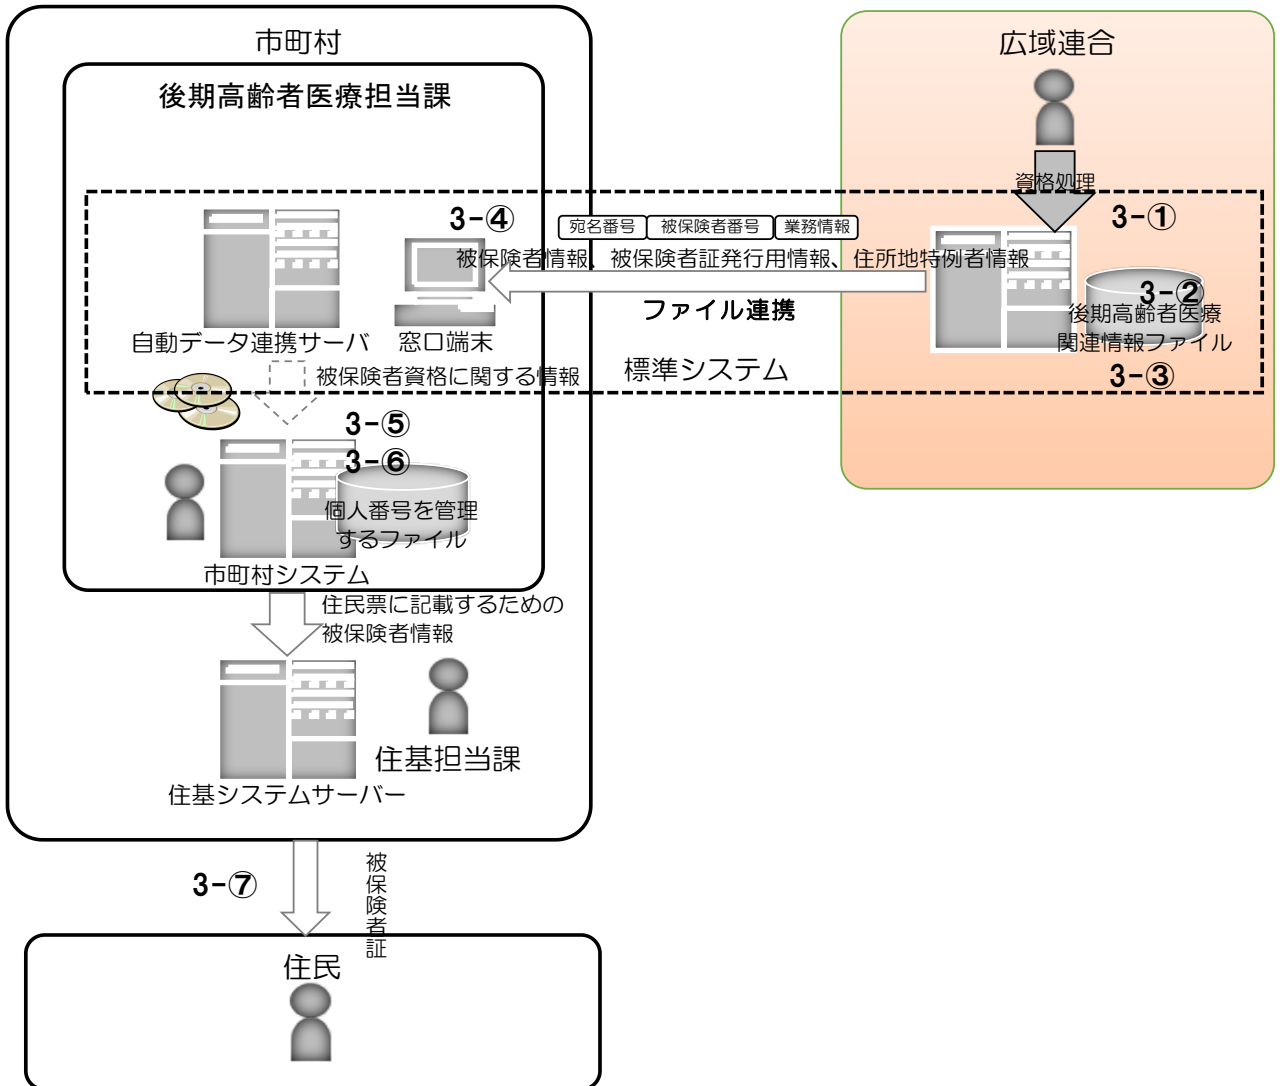 市町村
後期高齢者医療担当課
広域連合
資格処理
3-①
3-④
宛名番号 被保険者番号 業務情報
被保険者情報、被保険者証発行用情報、住所地特例者情報
ファイル連携
3-②
後期高齢者医療
関連情報ファイル
3-③
自動データ連携サーバ
窓口端末
標準システム
被保険者資格に関する情報
3-⑤
3-⑥
個人番号を管理
するファイル
市町村システム
住民票に記載するための
被保険者情報
住基担当課
住基システムサーバー
3-⑦
被保険者証
住民